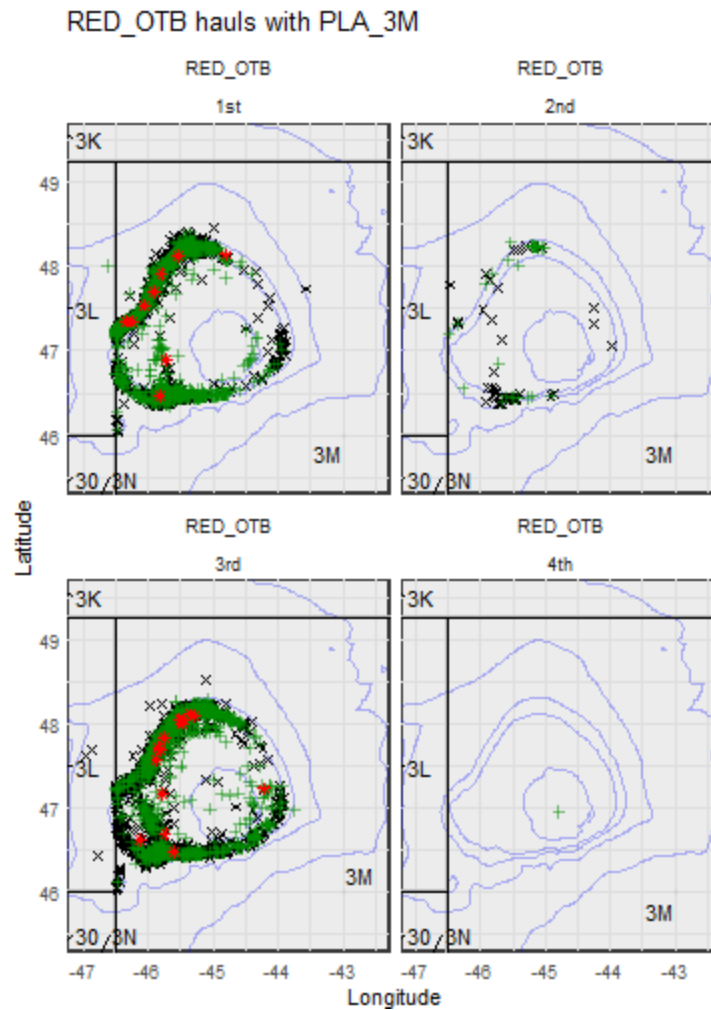 RED_OTB hauls with PLA_3M
RED_OTB RED_OTB
1st 2nd
3K 3K
49
48
3L 3L
47
46
3M 3M
30 3N 30 3N
Latitude
RED_OTB RED_OTB
3rd 4th
3K 3K
49
48
3L 3L
47
46
3M 3M
30 3N 30 3N
-47 -46 -45 -44 -43 -47 -46 -45 -44 -43
Longitude